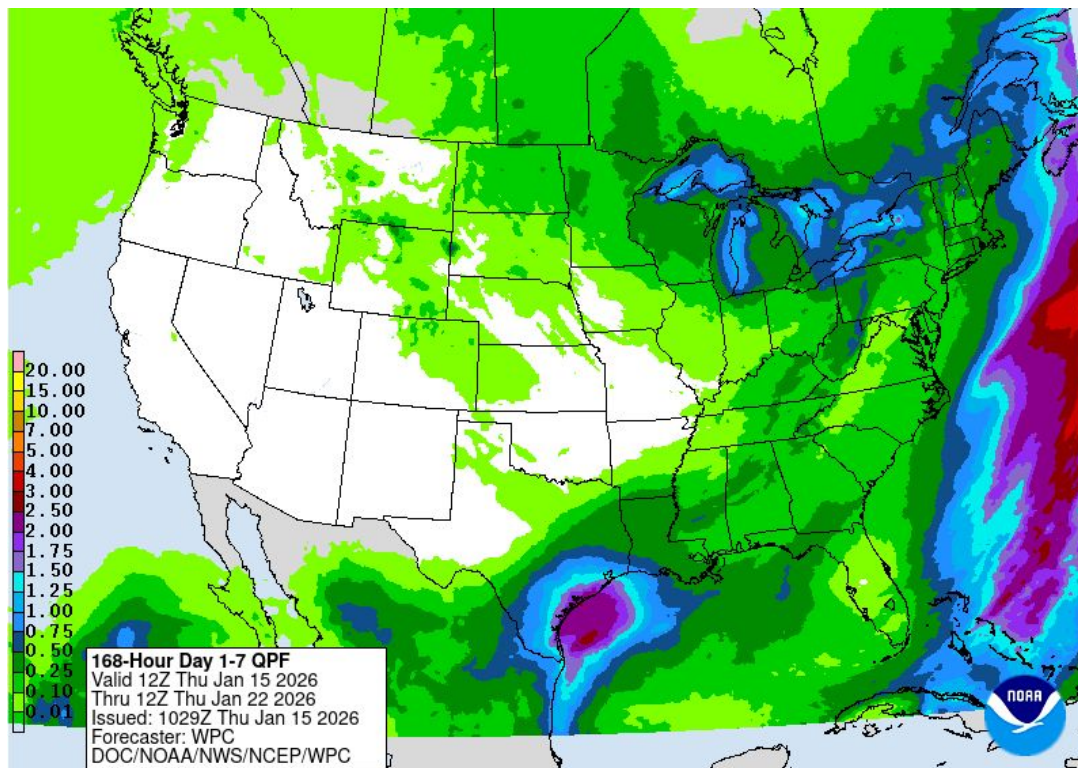 20.00
15.00
10.00
7.00
5.00
4.00
3.00
2.50
2.00
1.75
1.50
1.25
1.00
0.75
0.50
0.25
0.10
0.01
168-Hour Day 1-7 QPF
Valid 12Z Thu Jan 15 2026
Thru 12Z Thu Jan 22 2026
Issued: 1029Z Thu Jan 15 2026
Forecaster: WPC
DOC/NOAA/NWS/NCEP/WPC
NOAA